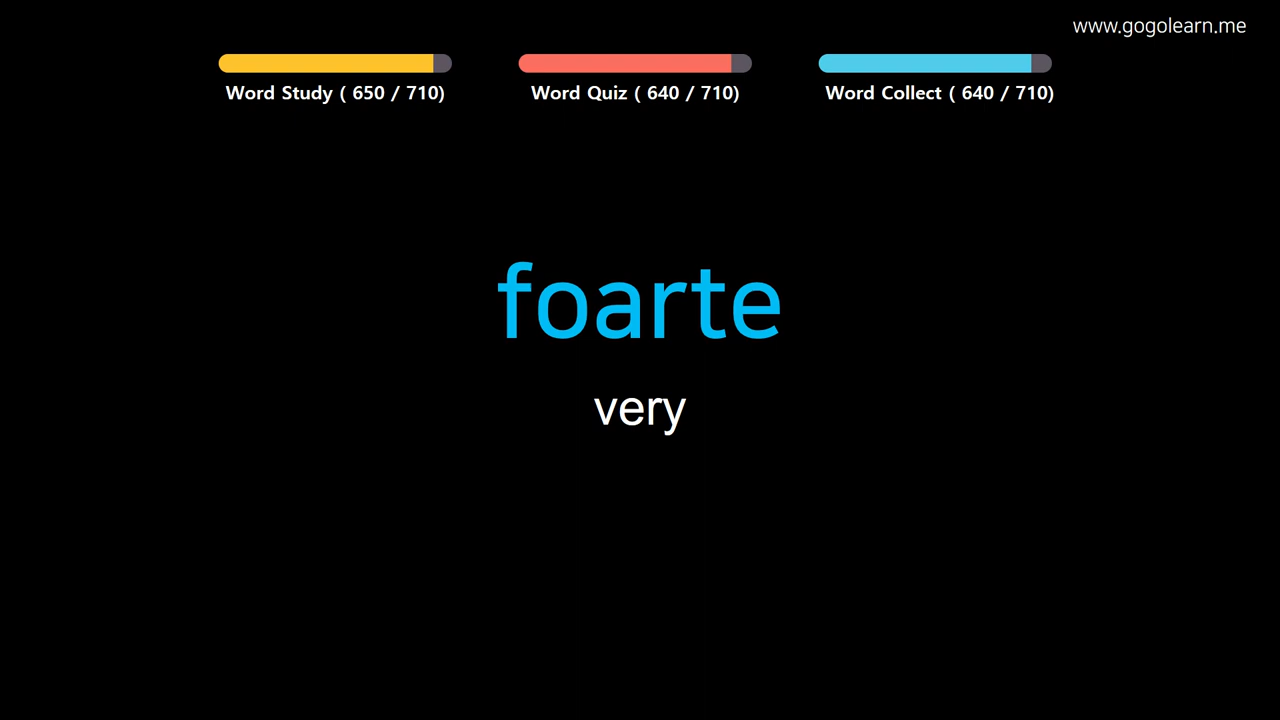 www.gogolearn.me
Word Study ( 650 / 710)
Word Quiz ( 640 / 710)
Word Collect ( 640 / 710)
foarte
very